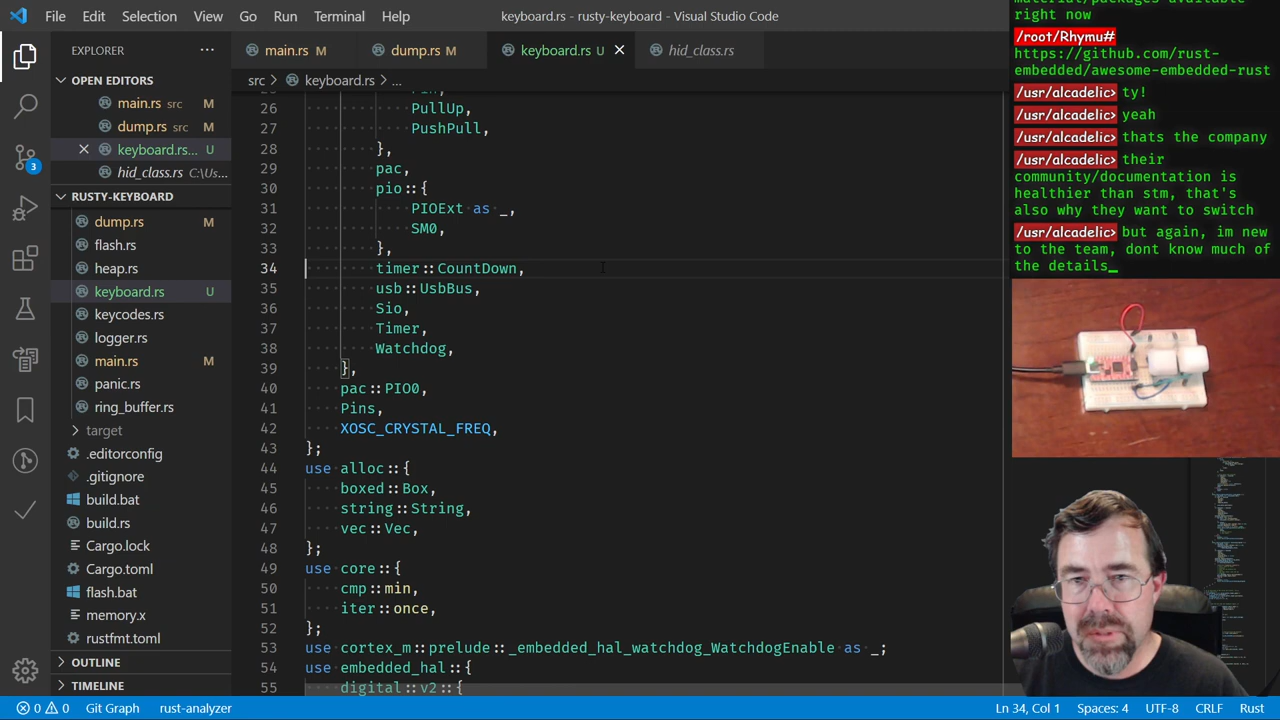 File Edit Selection View Go Run Terminal Help
keyboard.rs - rusty-keyboard - Visual Studio Code
EXPLORER
OPEN EDITORS
main.rs src M
dump.rs src M
keyboard.rs... U
hid_class.rs C:\Us...
RUSTY-KEYBOARD
dump.rs M
flash.rs
heap.rs
keyboard.rs U
keycodes.rs
logger.rs
main.rs M
panic.rs
ring_buffer.rs
target
.editorconfig
.gitignore
build.bat
build.rs
Cargo.lock
Cargo.toml
flash.bat
memory.x
rustfmt.toml
OUTLINE
TIMELINE
3
main.rs M
dump.rs M
keyboard.rs U
hid_class.rs
src > keyboard.rs > ...
26 PullUp,
27 PushPull,
28 },
29 pac,
30 pio::{
31 PIOExt as _,
32 SM0,
33 },
34 timer::CountDown,
35 usb::UsbBus,
36 Sio,
37 Timer,
38 Watchdog,
39 },
40 pac::PIO0,
41 Pins,
42 XOSC_CRYSTAL_FREQ,
43 };
44 use alloc::{
45 boxed::Box,
46 string::String,
47 vec::Vec,
48 };
49 use core::{
50 cmp::min,
51 iter::once,
52 };
53 use cortex_m::prelude::_embedded_hal_watchdog_WatchdogEnable as _;
54 use embedded_hal::{
55 digital::v2::{
material/packages available
right now
/root/Rhymu#
https://github.com/rust-
embedded/awesome-embedded-rust
/usr/alcadelic> ty!
/usr/alcadelic> yeah
/usr/alcadelic> thats the company
/usr/alcadelic> their
community/documentation is
healthier than stm, that's
also why they want to switch
/usr/alcadelic> but again, im new
to the team, dont know much of
the details_
0 0 Git Graph rust-analyzer
Ln 34, Col 1 Spaces: 4 UTF-8 CRLF Rust